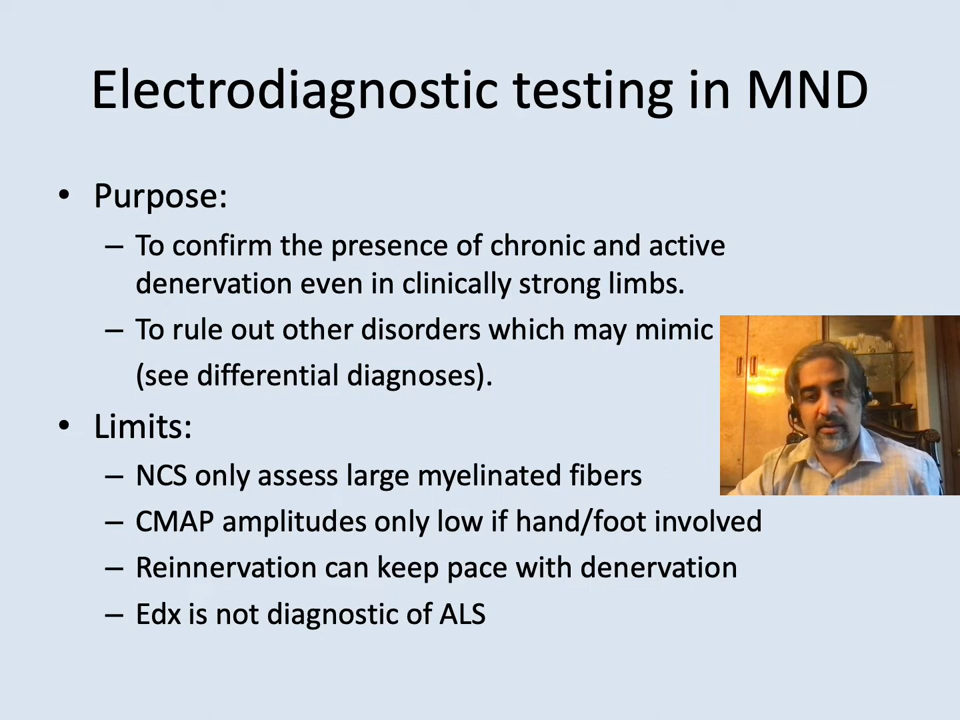 Electrodiagnostic testing in MND
• Purpose:
– To confirm the presence of chronic and active
denervation even in clinically strong limbs.
– To rule out other disorders which may mimic
(see differential diagnoses).
• Limits:
– NCS only assess large myelinated fibers
– CMAP amplitudes only low if hand/foot involved
– Reinnervation can keep pace with denervation
– Edx is not diagnostic of ALS